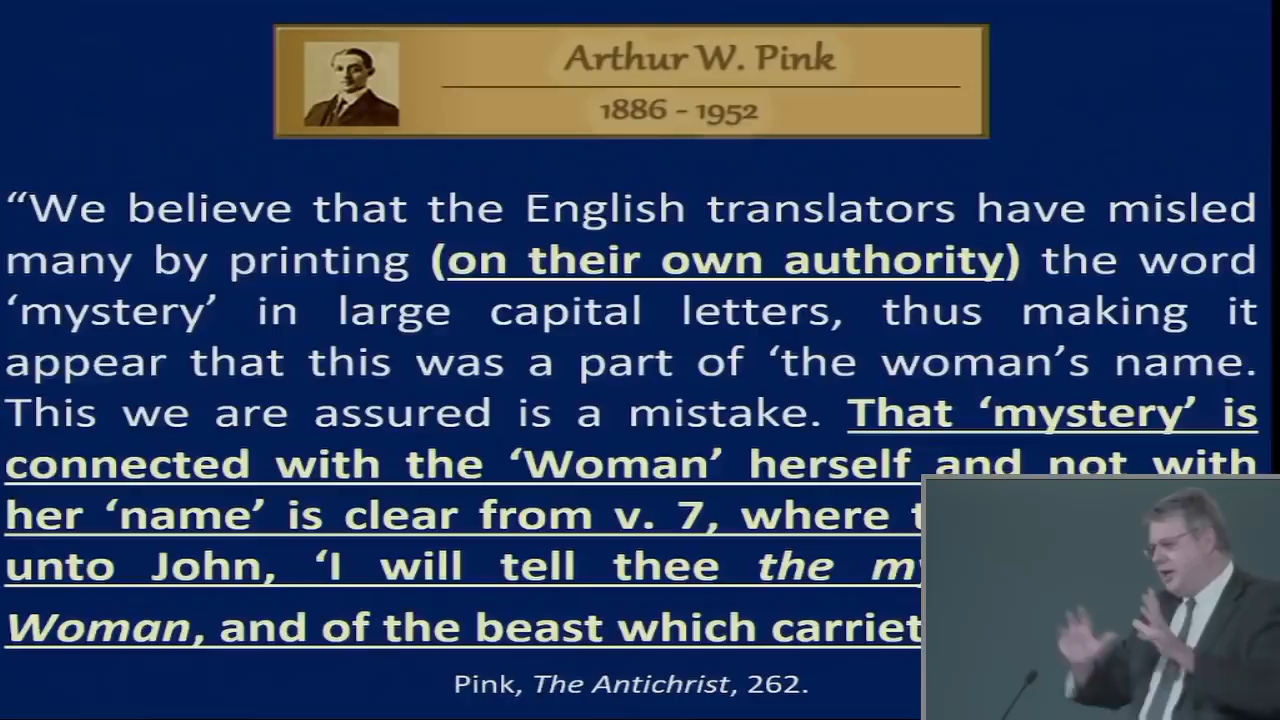 Arthur W. Pink
1886 - 1952
“We believe that the English translators have misled
many by printing (on their own authority) the word
‘mystery’ in large capital letters, thus making it
appear that this was a part of ‘the woman’s name.
This we are assured is a mistake. That ‘mystery’ is
connected with the ‘Woman’ herself and not with
her ‘name’ is clear from v. 7, where
unto John, ‘I will tell thee the
Woman, and of the beast which
Pink, The Antichrist, 262.